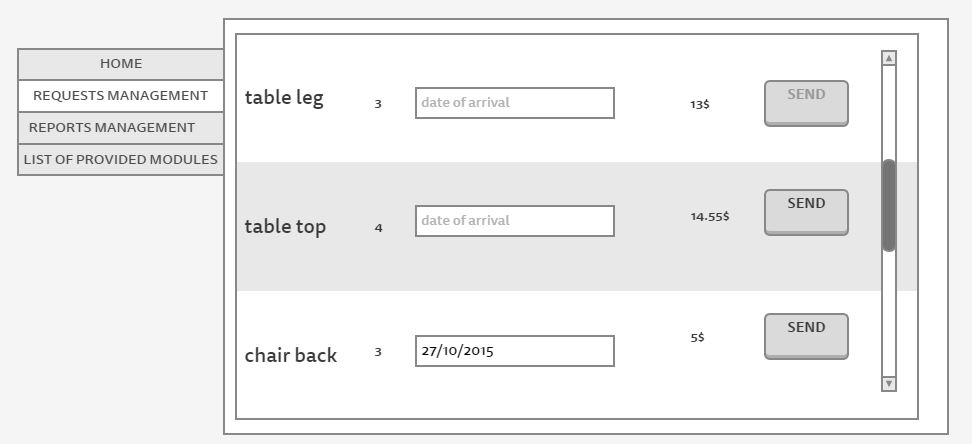 HOME
REQUESTS MANAGEMENT
REPORTS MANAGEMENT
LIST OF PROVIDED MODULES
table leg 3 date of arrival 13$ SEND
table top 4 date of arrival 14.55$ SEND
chair back 3 27/10/2015 5$ SEND